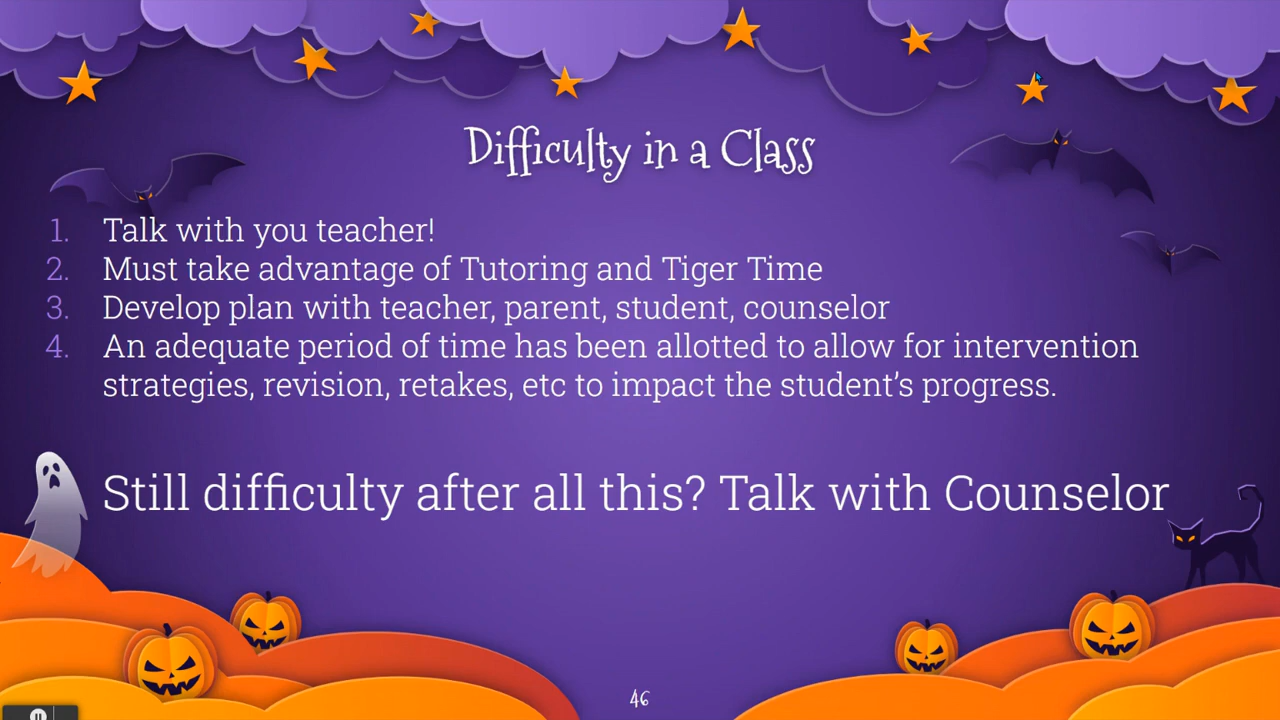 Difficulty in a Class
1. Talk with you teacher!
2. Must take advantage of Tutoring and Tiger Time
3. Develop plan with teacher, parent, student, counselor
4. An adequate period of time has been allotted to allow for intervention
strategies, revision, retakes, etc to impact the student’s progress.
Still difficulty after all this? Talk with Counselor
46